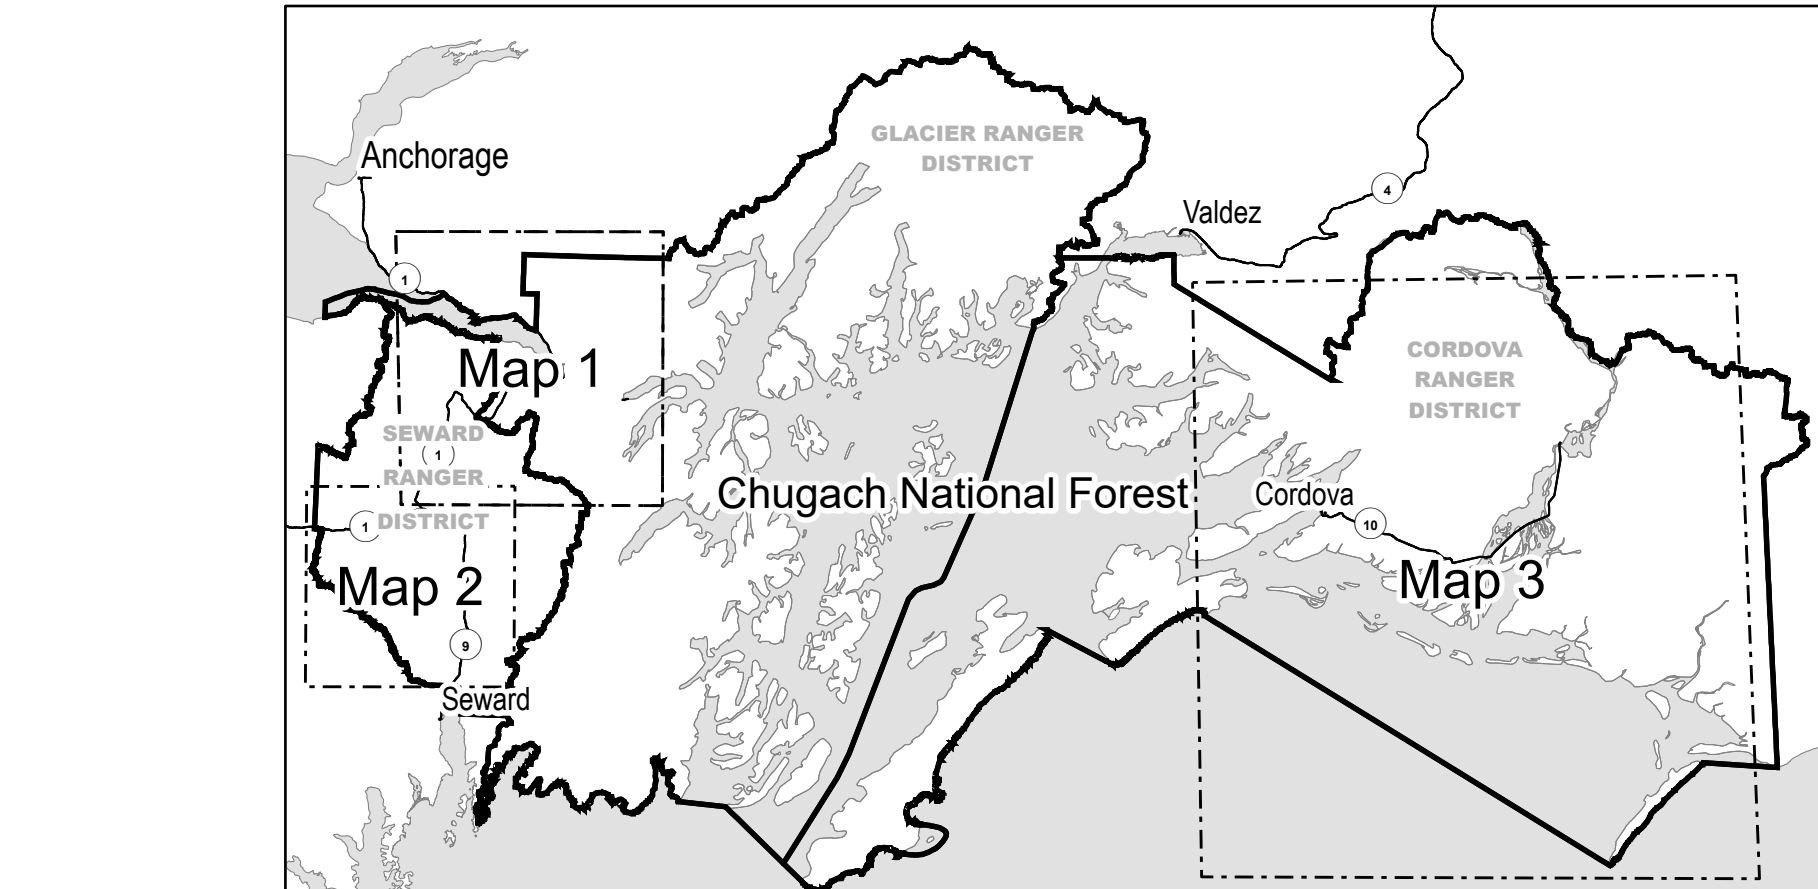 GLACIER RANGER
DISTRICT
Anchorage
4
Valdez
1
CORDOVA
RANGER
DISTRICT
Map 1
SEWARD
1
RANGER
Chugach National Forest
Cordova
1
DISTRICT
10
Map 2
Map 3
9
Seward